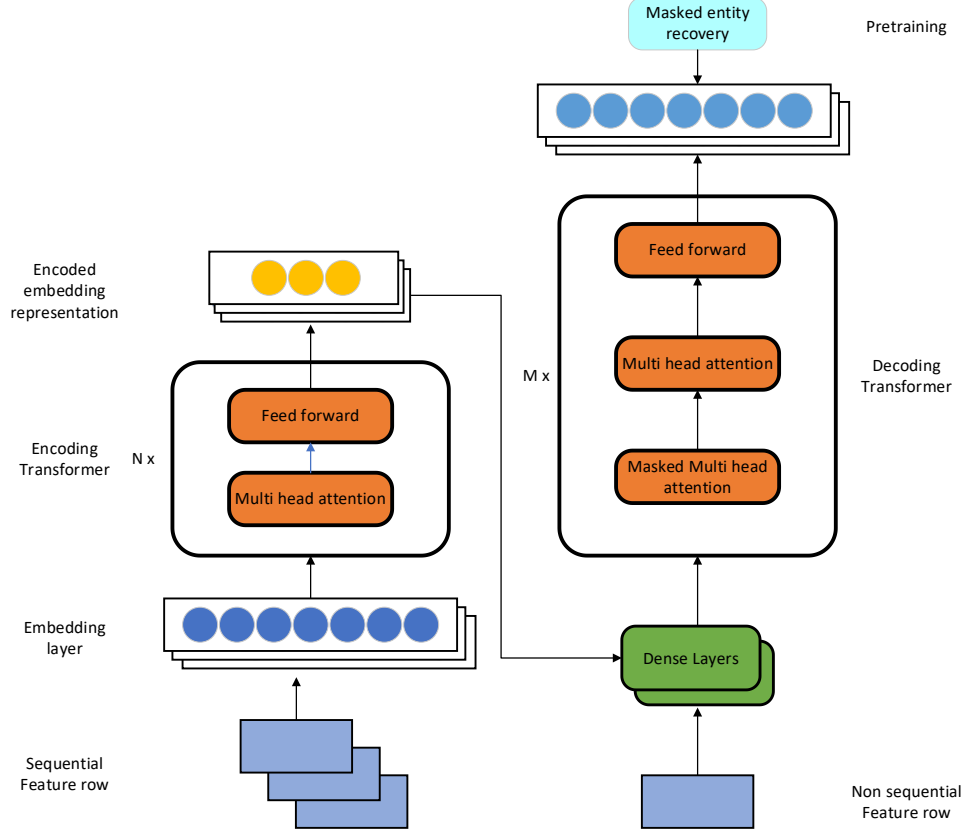 Masked entity
recovery
Pretraining
Encoded
embedding
representation
Feed forward
Multi head attention
Masked Multi head
attention
M x
Decoding
Transformer
Encoding
Transformer
N x
Feed forward
Multi head attention
Embedding
layer
Dense Layers
Sequential
Feature row
Non sequential
Feature row